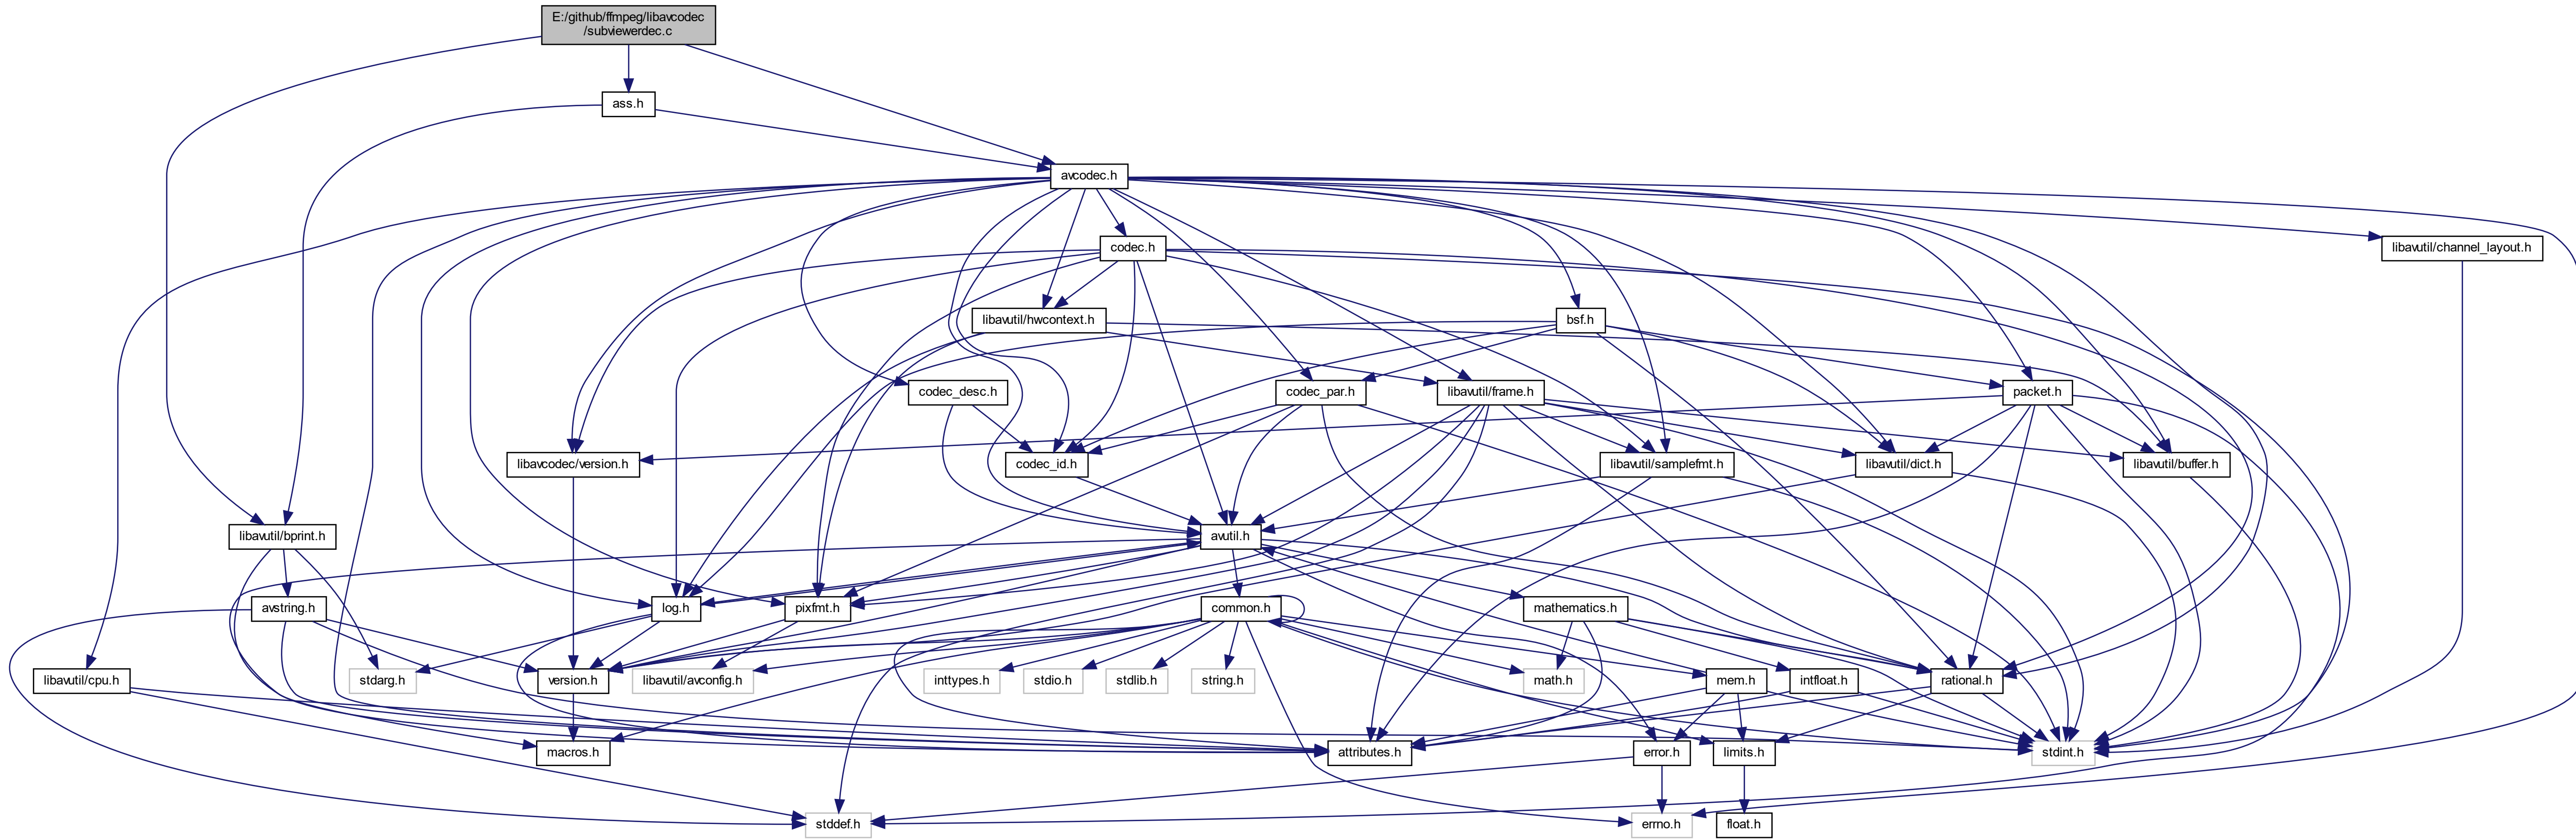 E:/github/ffmpeg/libavcodec
/subviewerdec.c
ass.h
avcodec.h
codec.h
libavutil/channel_layout.h
libavutil/hwcontext.h
bsf.h
codec_desc.h
codec_par.h
libavutil/frame.h
packet.h
libavcodec/version.h
codec_id.h
libavutil/samplefmt.h
libavutil/dict.h
libavutil/buffer.h
libavutil/bprint.h
avutil.h
avstring.h
log.h
pixfmt.h
common.h
mathematics.h
libavutil/cpu.h
stdarg.h
version.h
libavutil/avconfig.h
inttypes.h
stdio.h
stdlib.h
string.h
math.h
mem.h
intfloat.h
rational.h
macros.h
attributes.h
error.h
limits.h
stdint.h
stddef.h
errno.h
float.h